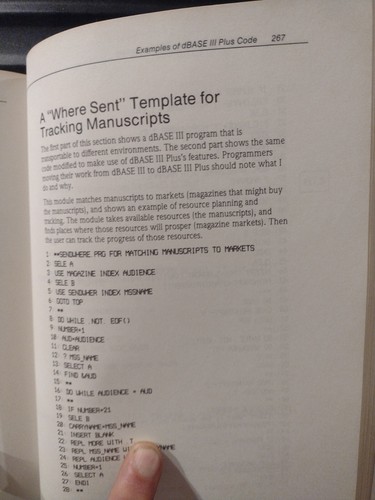 Examples of dBASE III Plus Code 267
A "Where Sent" Template for
Tracking Manuscripts
The first part of this section shows a dBASE III program that is
transportable to different environments. The second part shows the same
code modified to make use of dBASE III Plus's features. Programmers
moving their work from dBASE III to dBASE III Plus should note what I
do and why.
This module matches manuscripts to markets (magazines that might buy
the manuscripts), and shows an example of resource planning and
tracking. The module takes available resources (the manuscripts), and
finds places where those resources will prosper (magazine markets). Then
the user can track the progress of those resources.
1: **SENDWHERE.PRG FOR MATCHING MANUSCRIPTS TO MARKETS
2: SELE A
3: USE MAGAZINE INDEX AUDIENCE
4: SELE B
5: USE SENDWHER INDEX MSSNAME
6: GOTO TOP
7: **
8: DO WHILE .NOT. EOF()
9: NUMBER=1
10: AUD=AUDIENCE
11: CLEAR
12: ? MSS_NAME
13: SELECT A
14: FIND &AUD
15: **
16: DO WHILE AUDIENCE = AUD
17: **
18: IF NUMBER=21
19: SELE B
20: CARRYNAME=MSS_NAME
21: INSERT BLANK
22: REPL MORE WITH .T.
23: REPL MSS_NAME NAME
24: REPL AUDIENCE
25: NUMBER=1
26: SELECT A
27: ENDI
28: **